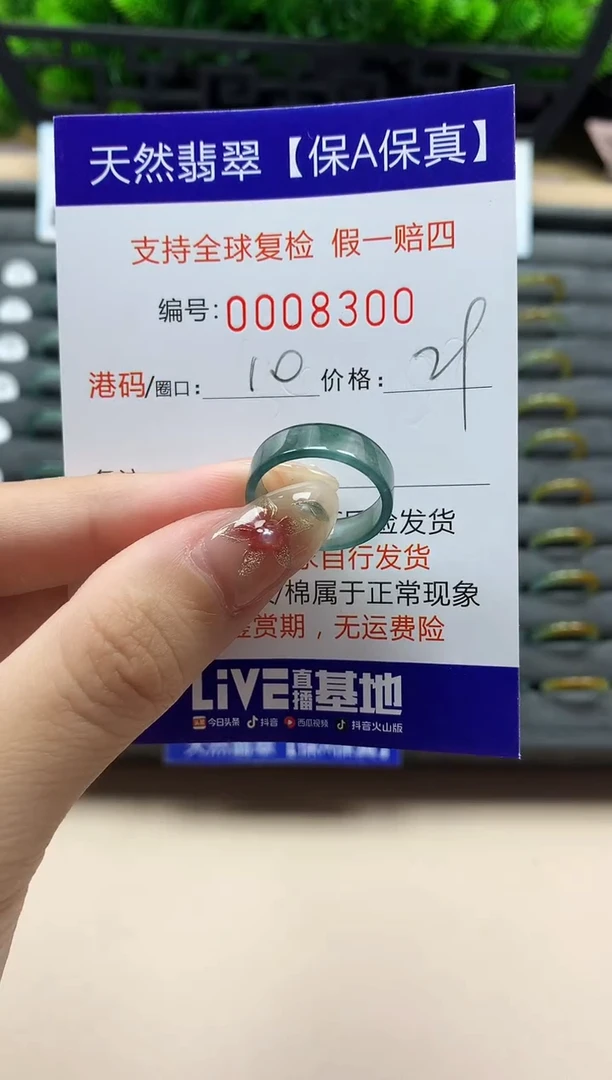 天然翡翠【保A保真】
支持全球复检 假一赔四
编号:0008300
港码/圈口: 10 价格:
验发货
自行发货
/棉属于正常现象
鉴赏期，无运费险
LiVE直播基地
今日头条 抖音 西瓜视频 抖音火山版